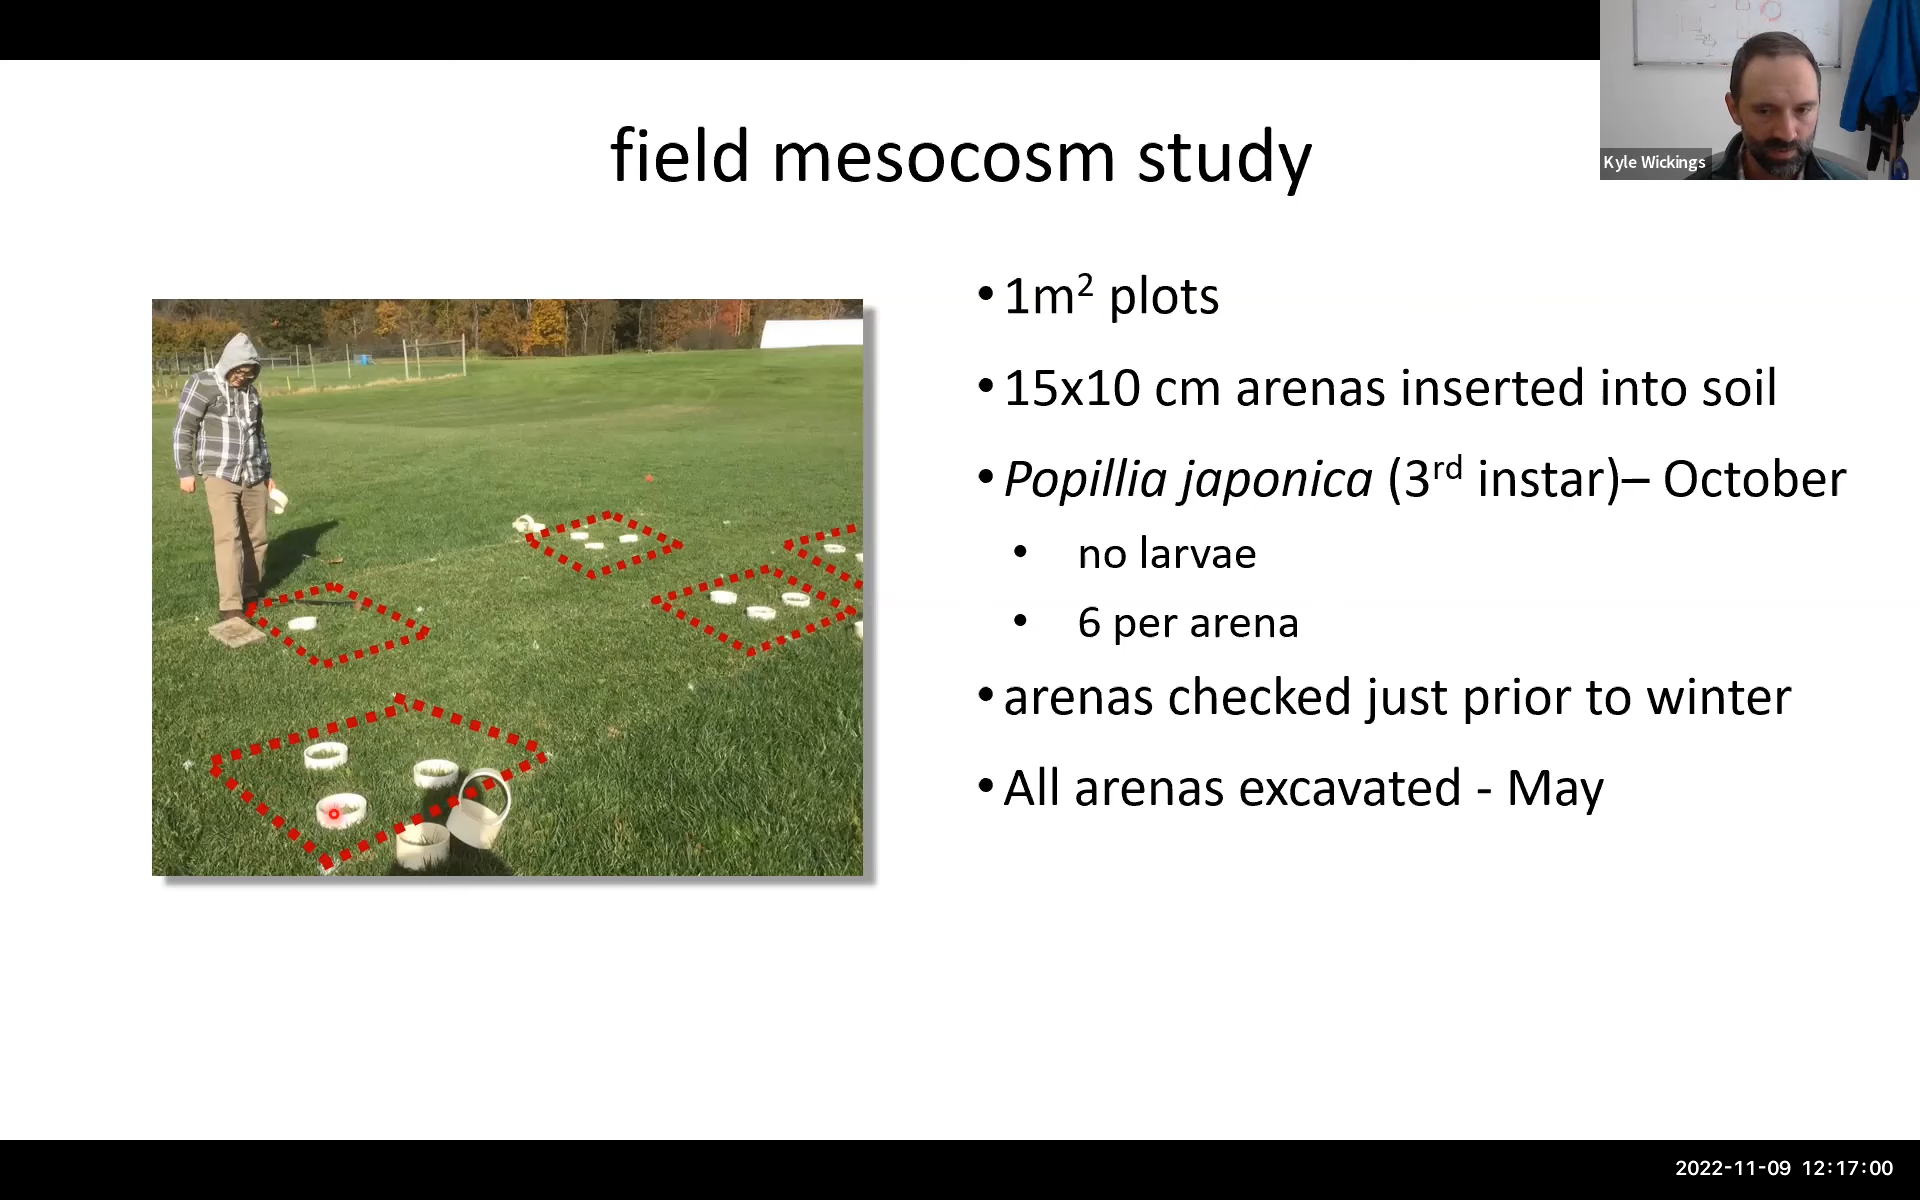 field mesocosm study
Kyle Wickings
•1m² plots
•15x10 cm arenas inserted into soil
•Popillia japonica (3rd instar)– October
• no larvae
• 6 per arena
•arenas checked just prior to winter
•All arenas excavated - May
2022-11-09 12:17:00